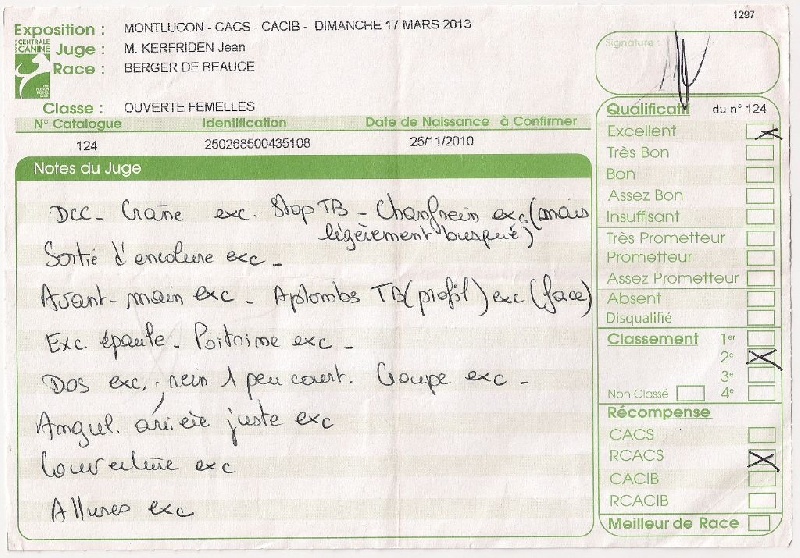 1297
Exposition : MONTLUCON - CACS - CACIB - DIMANCHE 17 MARS 2013
CENTRALE CANINE
Juge : M. KERFRIDEN Jean
Race : BERGER DE BEAUCE
Classe : OUVERTE FEMELLES
N° Catalogue Identification Date de Naissance à Confirmer
124 250268500435108 25/11/2010
Notes du Juge
Dcc - Crâne exc. Stop TB - Chanfrein exc (mais
légèrement busqué)
Sortie d'encolure exc -
Avant-main exc - Aplombs TB (profil) exc (face)
Exc épaule - Poitrine exc -
Dos exc, rein 1 peu court. Croupe exc -
Angul. arrière juste exc
Couverture exc
Allures exc
Signature :
Qualificatif du n° 124
Excellent
Très Bon
Bon
Assez Bon
Insuffisant
Très Prometteur
Prometteur
Assez Prometteur
Absent
Disqualifié
Classement 1er
2e
3e
Non Classé 4e
Récompense
CACS
RCACS
CACIB
RCACIB
Meilleur de Race